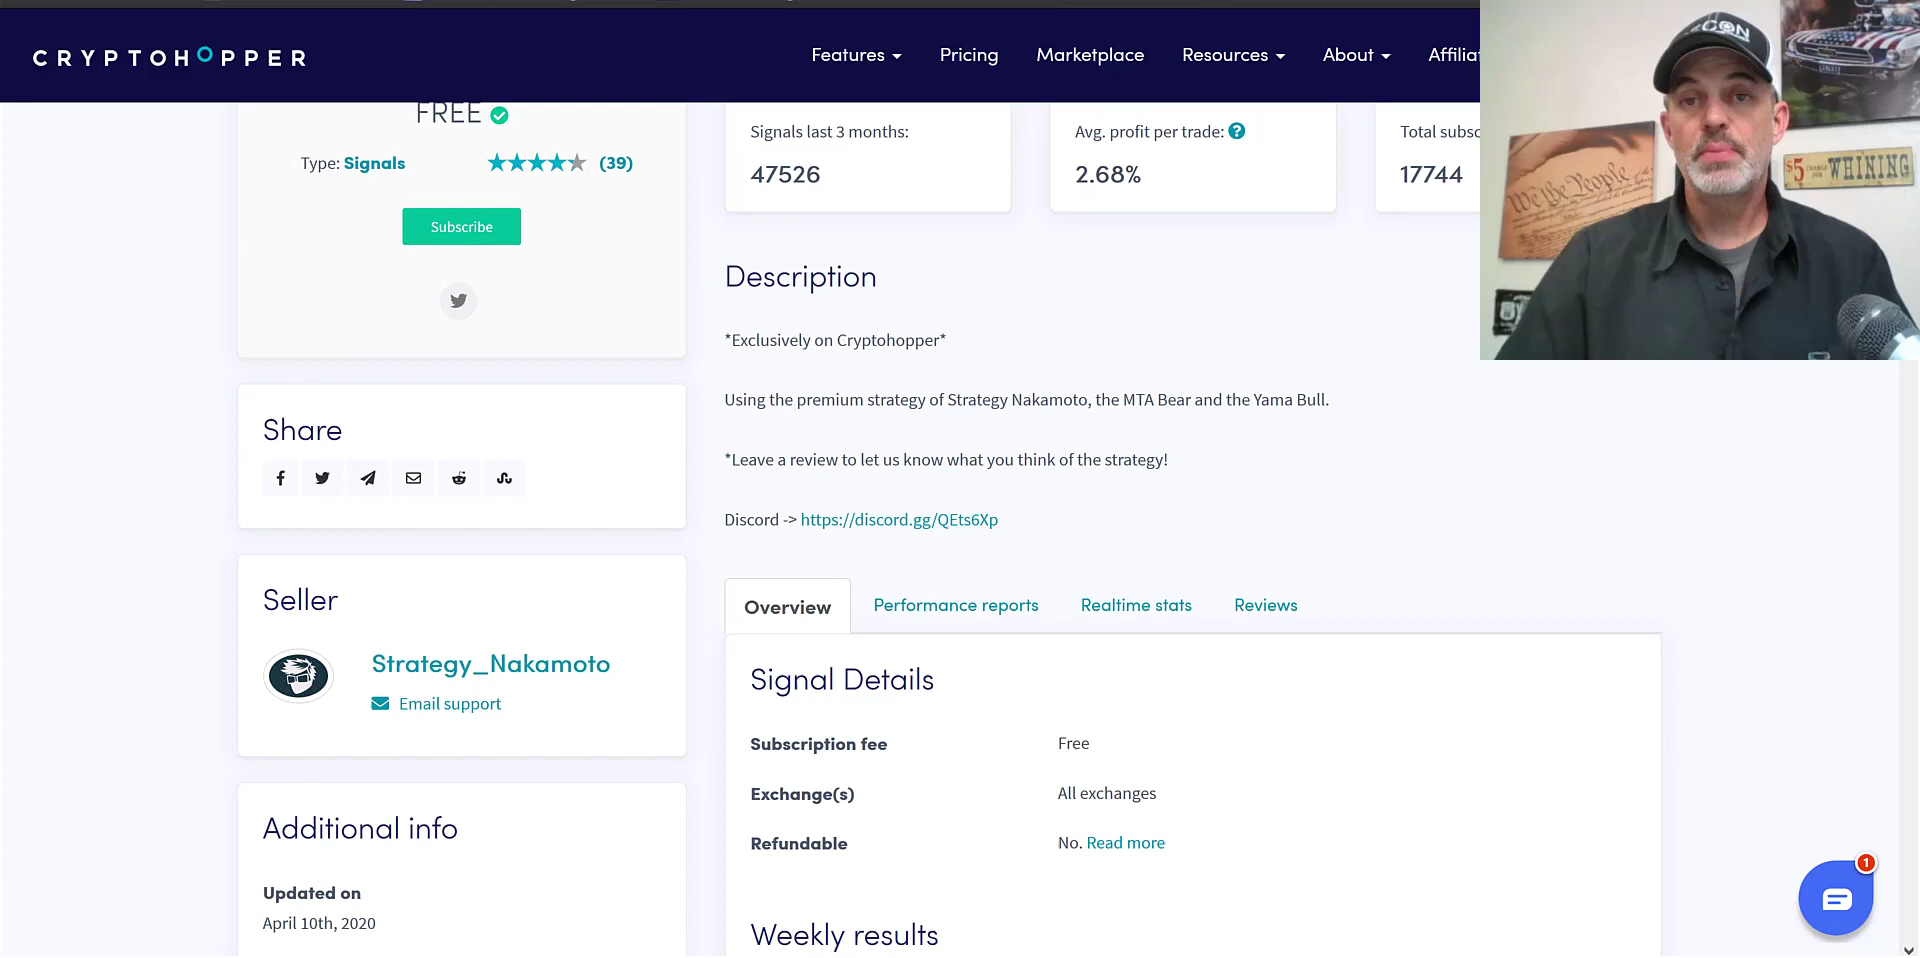 CRYPTOHOPPER
Features
Pricing
Marketplace
Resources
About
FREE
Type: Signals
(39)
Subscribe
Signals last 3 months:
47526
Avg. profit per trade:
2.68%
Total
17744
We the People
$5 CHARGE FOR WHINING
Description
*Exclusively on Cryptohopper*
Using the premium strategy of Strategy Nakamoto, the MTA Bear and the Yama Bull.
*Leave a review to let us know what you think of the strategy!
Discord -> https://discord.gg/QEts6Xp
Share
Seller
Strategy_Nakamoto
Email support
Additional info
Updated on
April 10th, 2020
Overview
Performance reports
Realtime stats
Reviews
Signal Details
Subscription fee
Free
Exchange(s)
All exchanges
Refundable
No. Read more
Weekly results
1